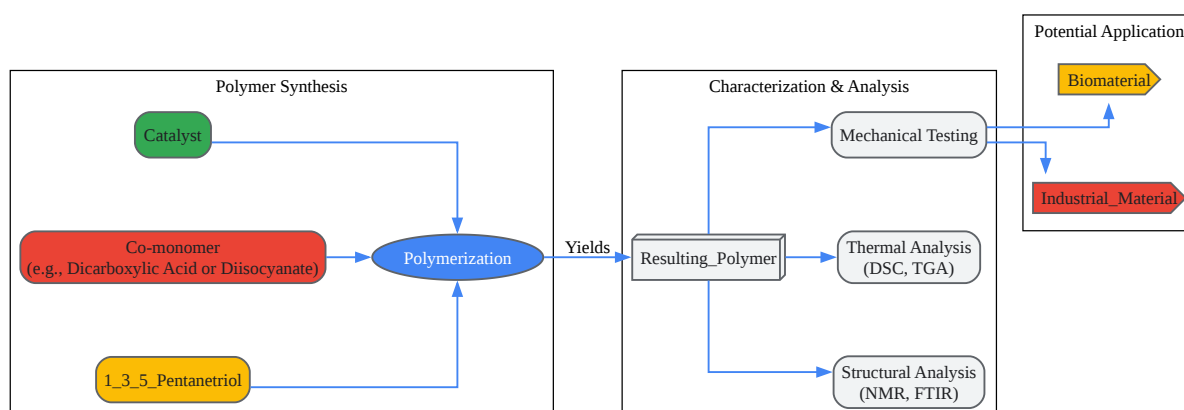 Polymer Synthesis
Catalyst
Co-monomer
(e.g., Dicarboxylic Acid or Diisocyanate)
1_3_5_Pentanetriol
Polymerization
Yields
Characterization & Analysis
Resulting_Polymer
Mechanical Testing
Thermal Analysis
(DSC, TGA)
Structural Analysis
(NMR, FTIR)
Potential Application
Biomaterial
Industrial_Material